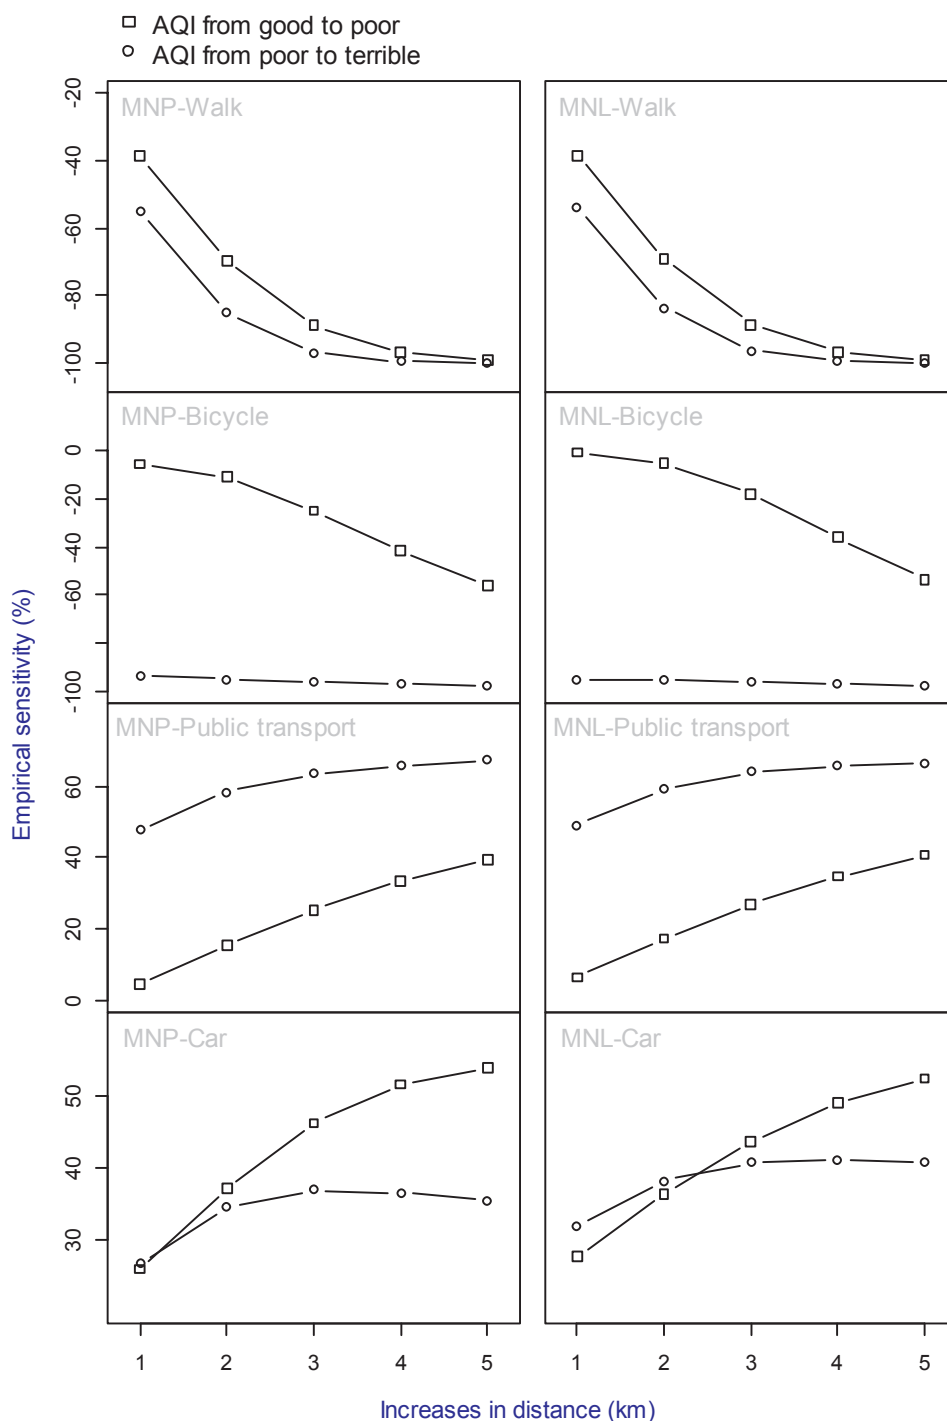 AQI from good to poor
AQI from poor to terrible
MNP-Walk
MNL-Walk
-20
-40
-60
-80
-100
MNP-Bicycle
MNL-Bicycle
0
-20
-40
-60
-100
MNP-Public transport
MNL-Public transport
60
40
20
0
MNP-Car
MNL-Car
50
40
30
Empirical sensitivity (%)
1 2 3 4 5 1 2 3 4 5
Increases in distance (km)